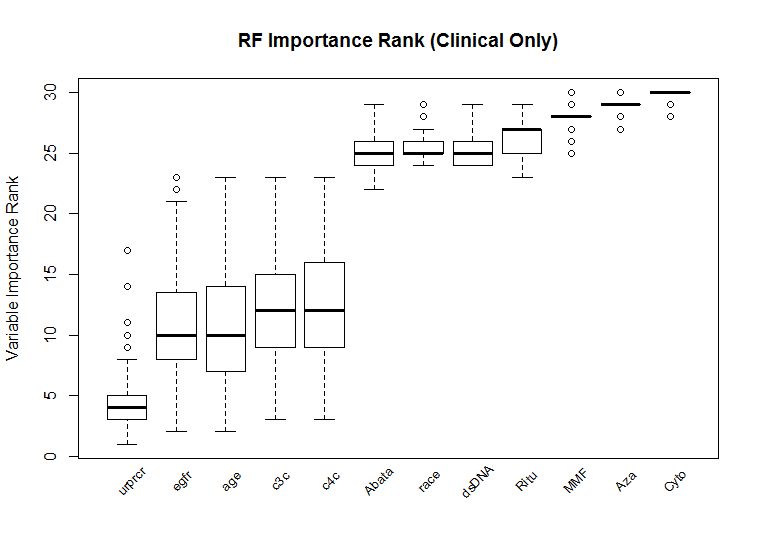 RF Importance Rank (Clinical Only)
Variable Importance Rank
30
25
20
15
10
5
0
urprcr egfr age c3c c4c Abata race dsDNA Ritu MMF Aza Cyto